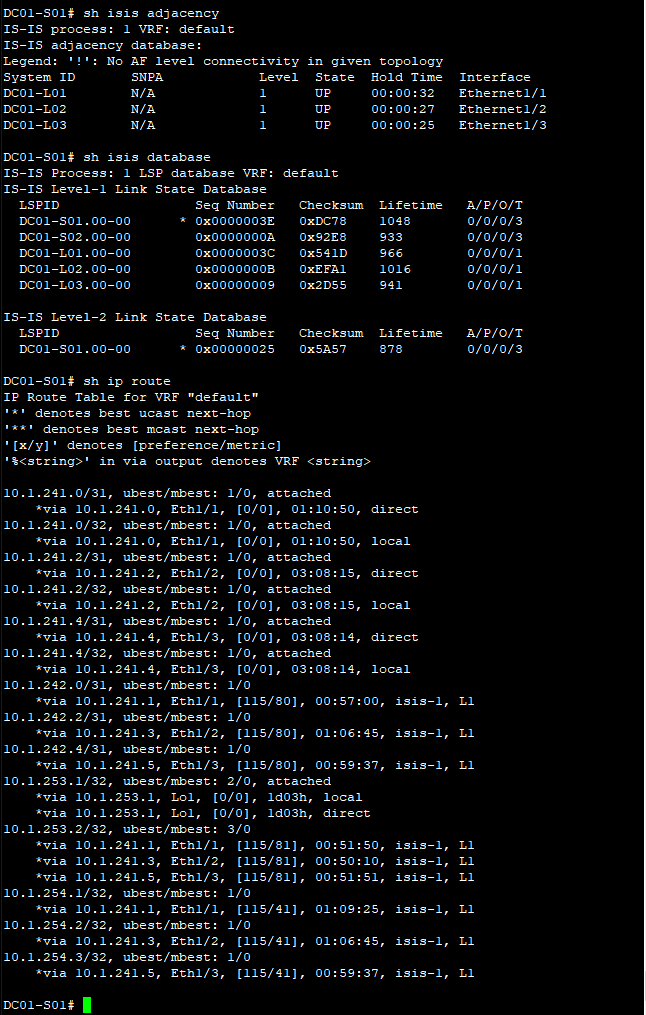 DC01-S01# sh isis adjacency
IS-IS process: 1 VRF: default
IS-IS adjacency database:
Legend: '!': No AF level connectivity in given topology
System ID       SNPA            Level  State  Hold Time  Interface
DC01-L01        N/A             1      UP     00:00:32   Ethernet1/1
DC01-L02        N/A             1      UP     00:00:27   Ethernet1/2
DC01-L03        N/A             1      UP     00:00:25   Ethernet1/3

DC01-S01# sh isis database
IS-IS Process: 1 LSP database VRF: default
IS-IS Level-1 Link State Database
  LSPID                 Seq Number   Checksum  Lifetime   A/P/O/T
  DC01-S01.00-00      * 0x0000003E   0xDC78    1048       0/0/0/3
  DC01-S02.00-00        0x0000000A   0x92E8    933        0/0/0/3
  DC01-L01.00-00        0x0000003C   0x541D    966        0/0/0/1
  DC01-L02.00-00        0x0000000B   0xEFA1    1016       0/0/0/1
  DC01-L03.00-00        0x00000009   0x2D55    941        0/0/0/1

IS-IS Level-2 Link State Database
  LSPID                 Seq Number   Checksum  Lifetime   A/P/O/T
  DC01-S01.00-00      * 0x00000025   0x5A57    878        0/0/0/3

DC01-S01# sh ip route
IP Route Table for VRF "default"
'*' denotes best ucast next-hop
'**' denotes best mcast next-hop
'[x/y]' denotes [preference/metric]
'%<string>' in via output denotes VRF <string>

10.1.241.0/31, ubest/mbest: 1/0, attached
    *via 10.1.241.0, Eth1/1, [0/0], 01:10:50, direct
10.1.241.0/32, ubest/mbest: 1/0, attached
    *via 10.1.241.0, Eth1/1, [0/0], 01:10:50, local
10.1.241.2/31, ubest/mbest: 1/0, attached
    *via 10.1.241.2, Eth1/2, [0/0], 03:08:15, direct
10.1.241.2/32, ubest/mbest: 1/0, attached
    *via 10.1.241.2, Eth1/2, [0/0], 03:08:15, local
10.1.241.4/31, ubest/mbest: 1/0, attached
    *via 10.1.241.4, Eth1/3, [0/0], 03:08:14, direct
10.1.241.4/32, ubest/mbest: 1/0, attached
    *via 10.1.241.4, Eth1/3, [0/0], 03:08:14, local
10.1.242.0/31, ubest/mbest: 1/0
    *via 10.1.241.1, Eth1/1, [115/80], 00:57:00, isis-1, L1
10.1.242.2/31, ubest/mbest: 1/0
    *via 10.1.241.3, Eth1/2, [115/80], 01:06:45, isis-1, L1
10.1.242.4/31, ubest/mbest: 1/0
    *via 10.1.241.5, Eth1/3, [115/80], 00:59:37, isis-1, L1
10.1.253.1/32, ubest/mbest: 2/0, attached
    *via 10.1.253.1, Lo1, [0/0], 1d03h, local
    *via 10.1.253.1, Lo1, [0/0], 1d03h, direct
10.1.253.2/32, ubest/mbest: 3/0
    *via 10.1.241.1, Eth1/1, [115/81], 00:51:50, isis-1, L1
    *via 10.1.241.3, Eth1/2, [115/81], 00:50:10, isis-1, L1
    *via 10.1.241.5, Eth1/3, [115/81], 00:51:51, isis-1, L1
10.1.254.1/32, ubest/mbest: 1/0
    *via 10.1.241.1, Eth1/1, [115/41], 01:09:25, isis-1, L1
10.1.254.2/32, ubest/mbest: 1/0
    *via 10.1.241.3, Eth1/2, [115/41], 01:06:45, isis-1, L1
10.1.254.3/32, ubest/mbest: 1/0
    *via 10.1.241.5, Eth1/3, [115/41], 00:59:37, isis-1, L1

DC01-S01#